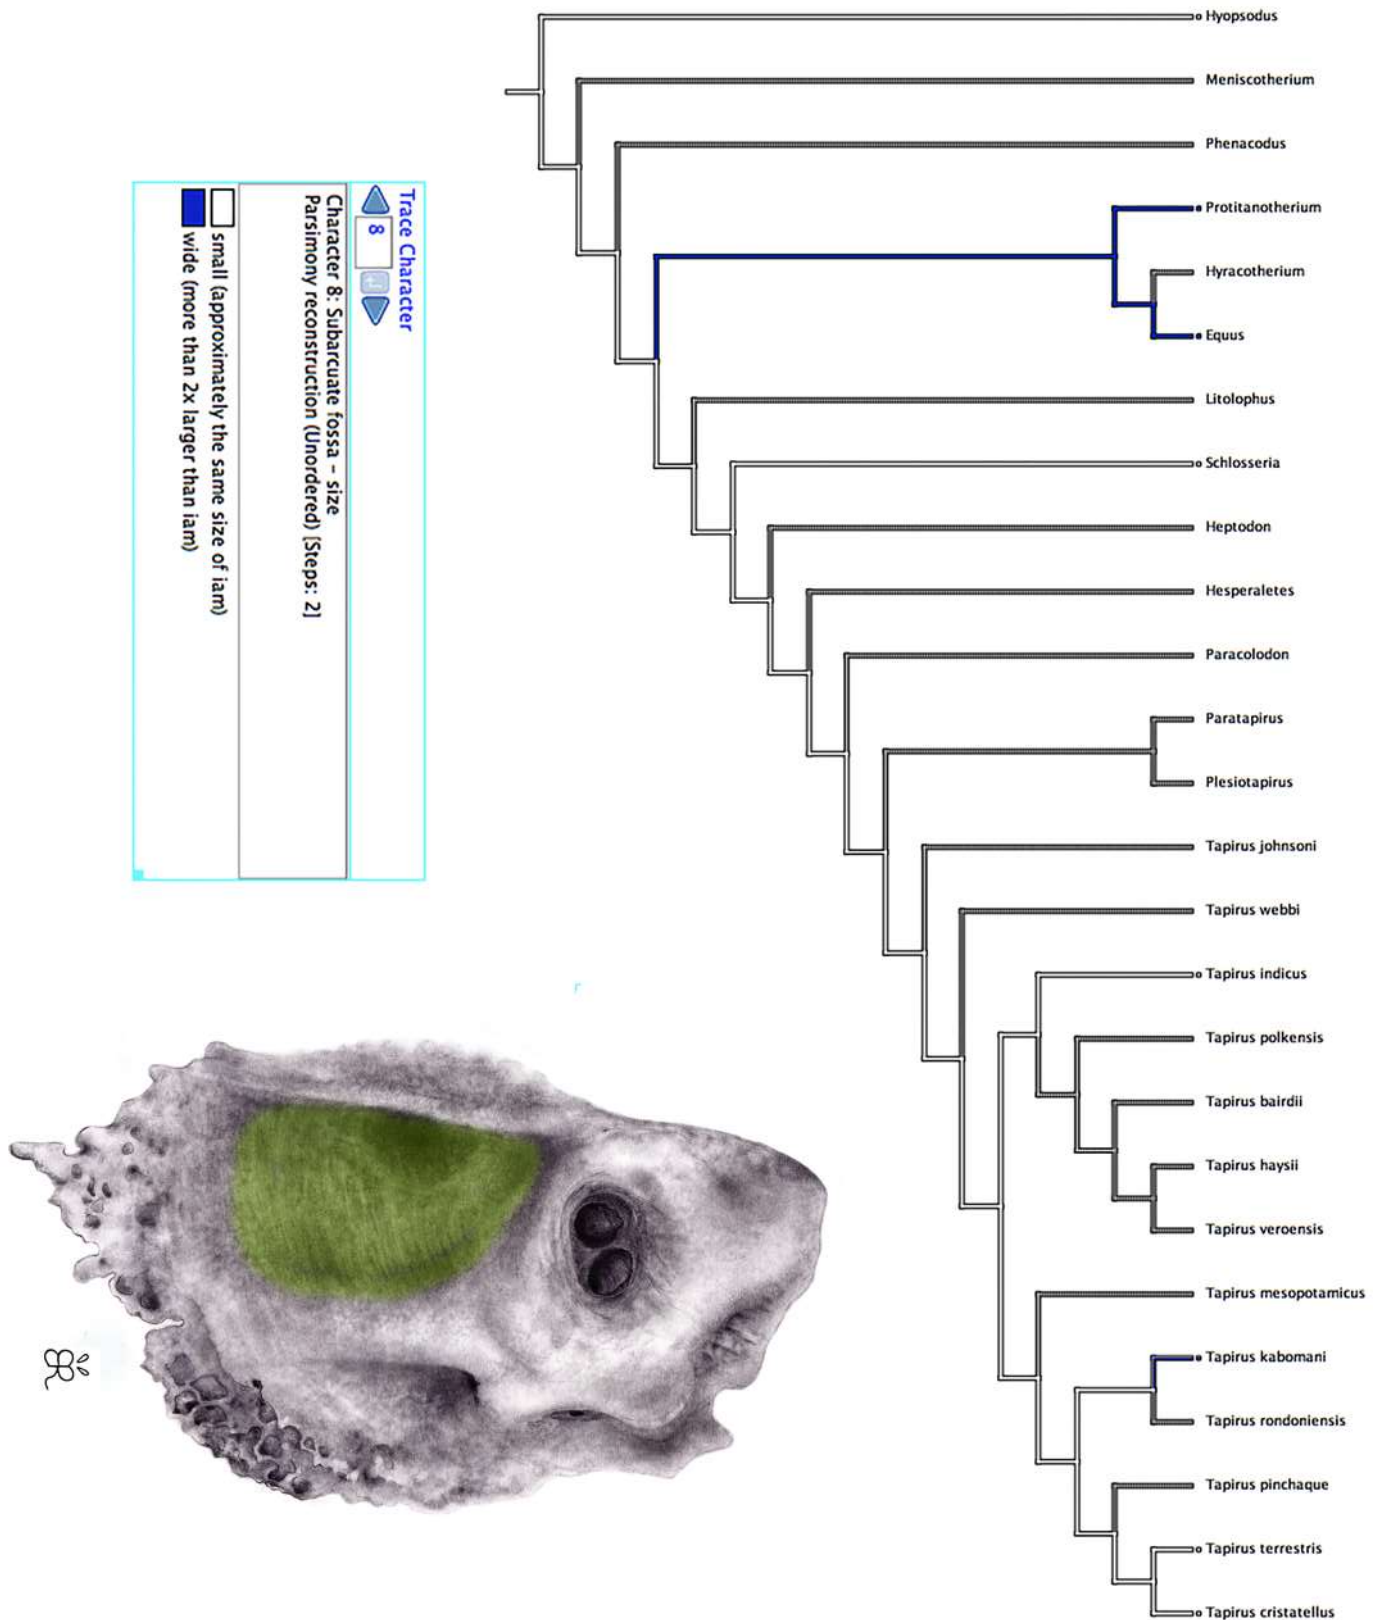 Hyopsodus
Meniscotherium
Phenacodus
Protitanotherium
Hyracotherium
Equus
Litolophus
Schlosseria
Heptodon
Hesperaletes
Paracolodon
Paratapirus
Plesiotapirus
Tapirus johnsoni
Tapirus webbi
Tapirus indicus
Tapirus polkensis
Tapirus bairdii
Tapirus haysii
Tapirus veroensis
Tapirus mesopotamicus
Tapirus kabomani
Tapirus rondoniensis
Tapirus pinchaque
Tapirus terrestris
Tapirus cristatellus
Trace Character
8
Character 8: Subarcuate fossa - size
Parsimony reconstruction (Unordered) [Steps: 2]
small (approximately the same size of iam)
wide (more than 2x larger than iam)